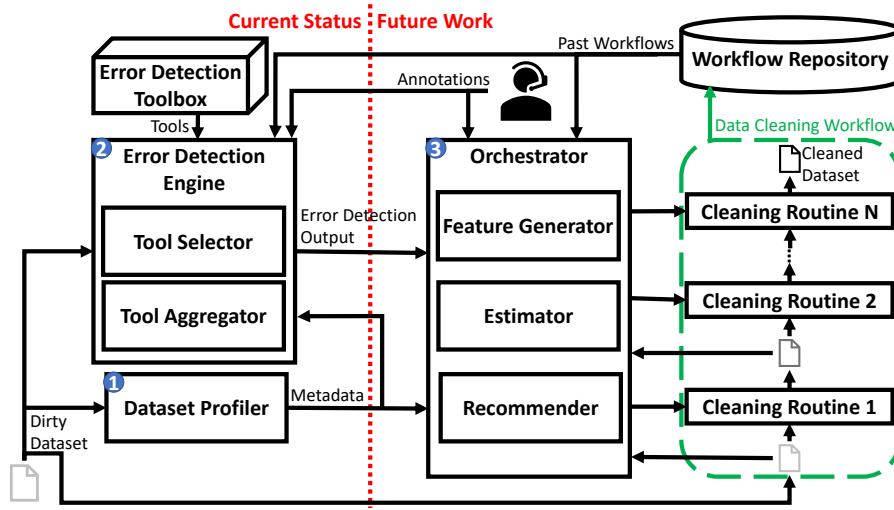 Current Status Future Work
Past Workflows
Workflow Repository
Error Detection
Toolbox
Annotations
Tools
Data Cleaning Workflow
2
Error Detection
Engine
3
Orchestrator
Cleaned
Dataset
Tool Selector
Error Detection
Output
Feature Generator
Cleaning Routine N
Tool Aggregator
Estimator
Cleaning Routine 2
1
Dataset Profiler
Metadata
Recommender
Cleaning Routine 1
Dirty
Dataset